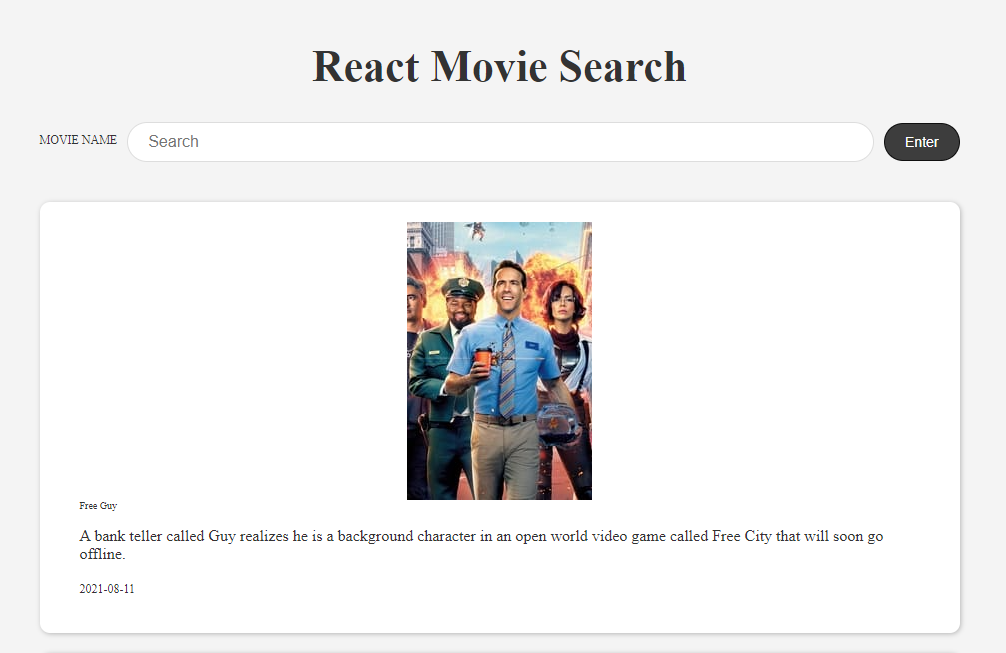 React Movie Search
MOVIE NAME Search Enter
Free Guy
A bank teller called Guy realizes he is a background character in an open world video game called Free City that will soon go
offline.
2021-08-11